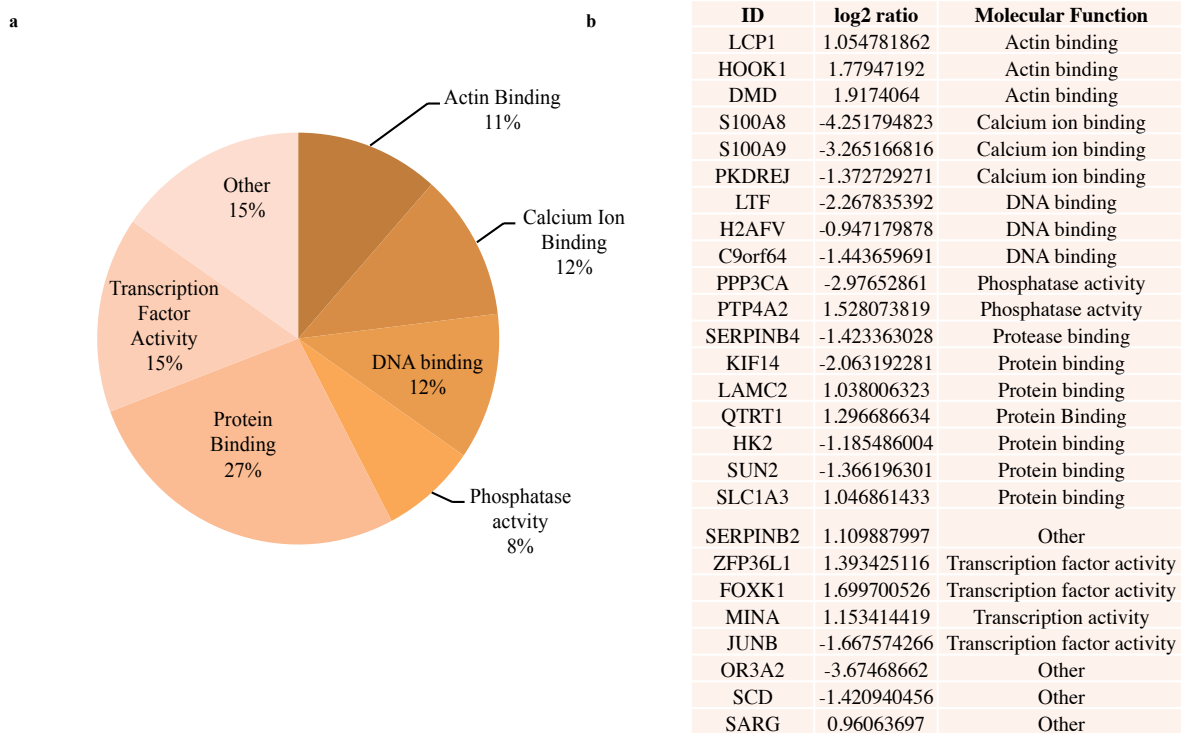 a
Actin Binding
11%
Calcium Ion
Binding
12%
DNA binding
12%
Phosphatase
actvity
8%
Protein
Binding
27%
Transcription
Factor
Activity
15%
Other
15%
b
ID log2 ratio Molecular Function
LCP1 1.054781862 Actin binding
HOOK1 1.77947192 Actin binding
DMD 1.9174064 Actin binding
S100A8 -4.251794823 Calcium ion binding
S100A9 -3.265166816 Calcium ion binding
PKDREJ -1.372729271 Calcium ion binding
LTF -2.267835392 DNA binding
H2AFV -0.947179878 DNA binding
C9orf64 -1.443659691 DNA binding
PPP3CA -2.97652861 Phosphatase activity
PTP4A2 1.528073819 Phosphatase actvity
SERPINB4 -1.423363028 Protease binding
KIF14 -2.063192281 Protein binding
LAMC2 1.038006323 Protein binding
QTRT1 1.296686634 Protein Binding
HK2 -1.185486004 Protein binding
SUN2 -1.366196301 Protein binding
SLC1A3 1.046861433 Protein binding
SERPINB2 1.109887997 Other
ZFP36L1 1.393425116 Transcription factor activity
FOXK1 1.699700526 Transcription factor activity
MINA 1.153414419 Transcription activity
JUNB -1.667574266 Transcription factor activity
OR3A2 -3.67468662 Other
SCD -1.420940456 Other
SARG 0.96063697 Other